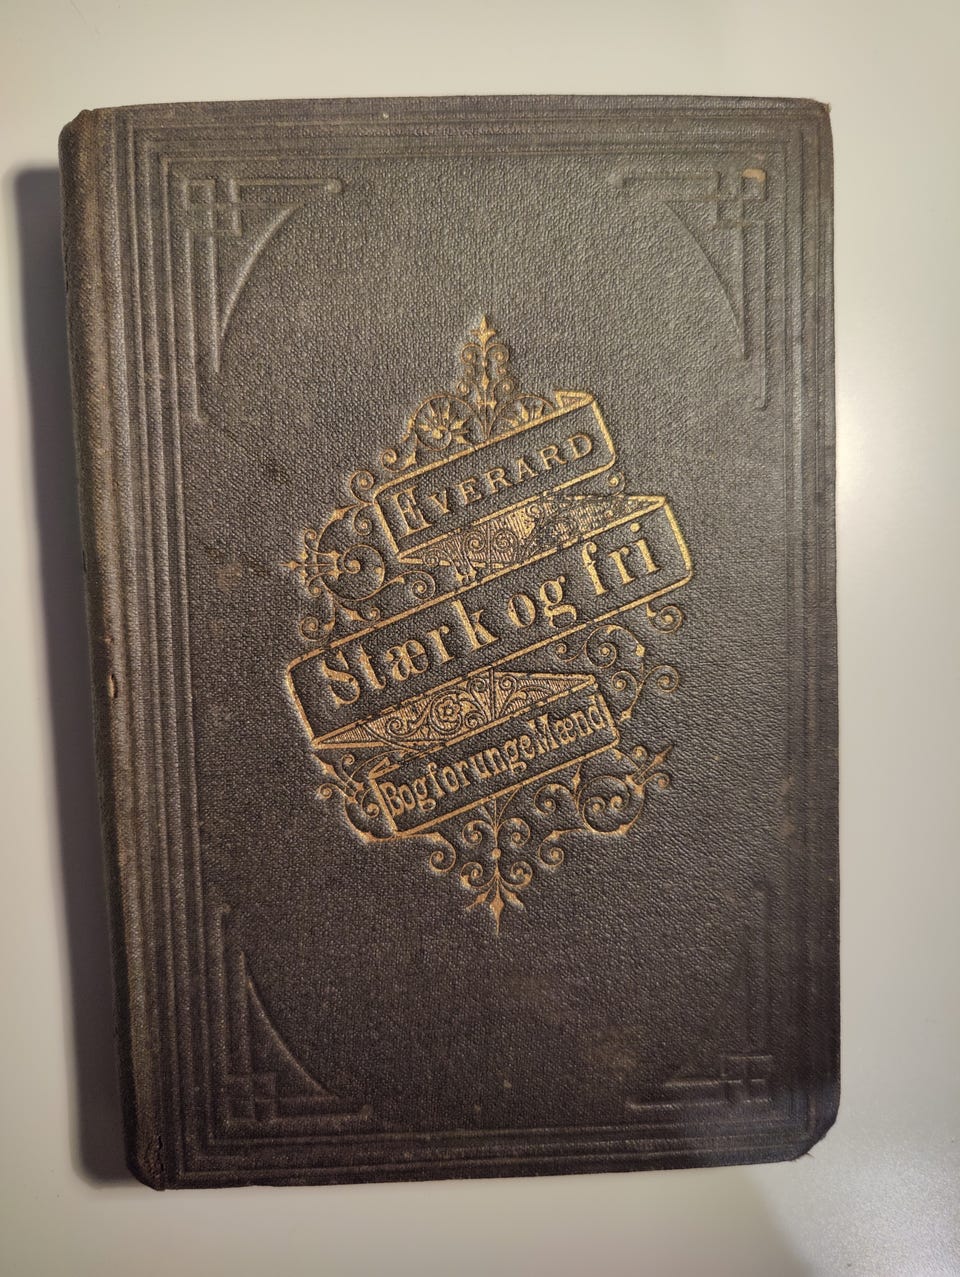 EVERARD
Stærk og fri
Bog for unge Mænd